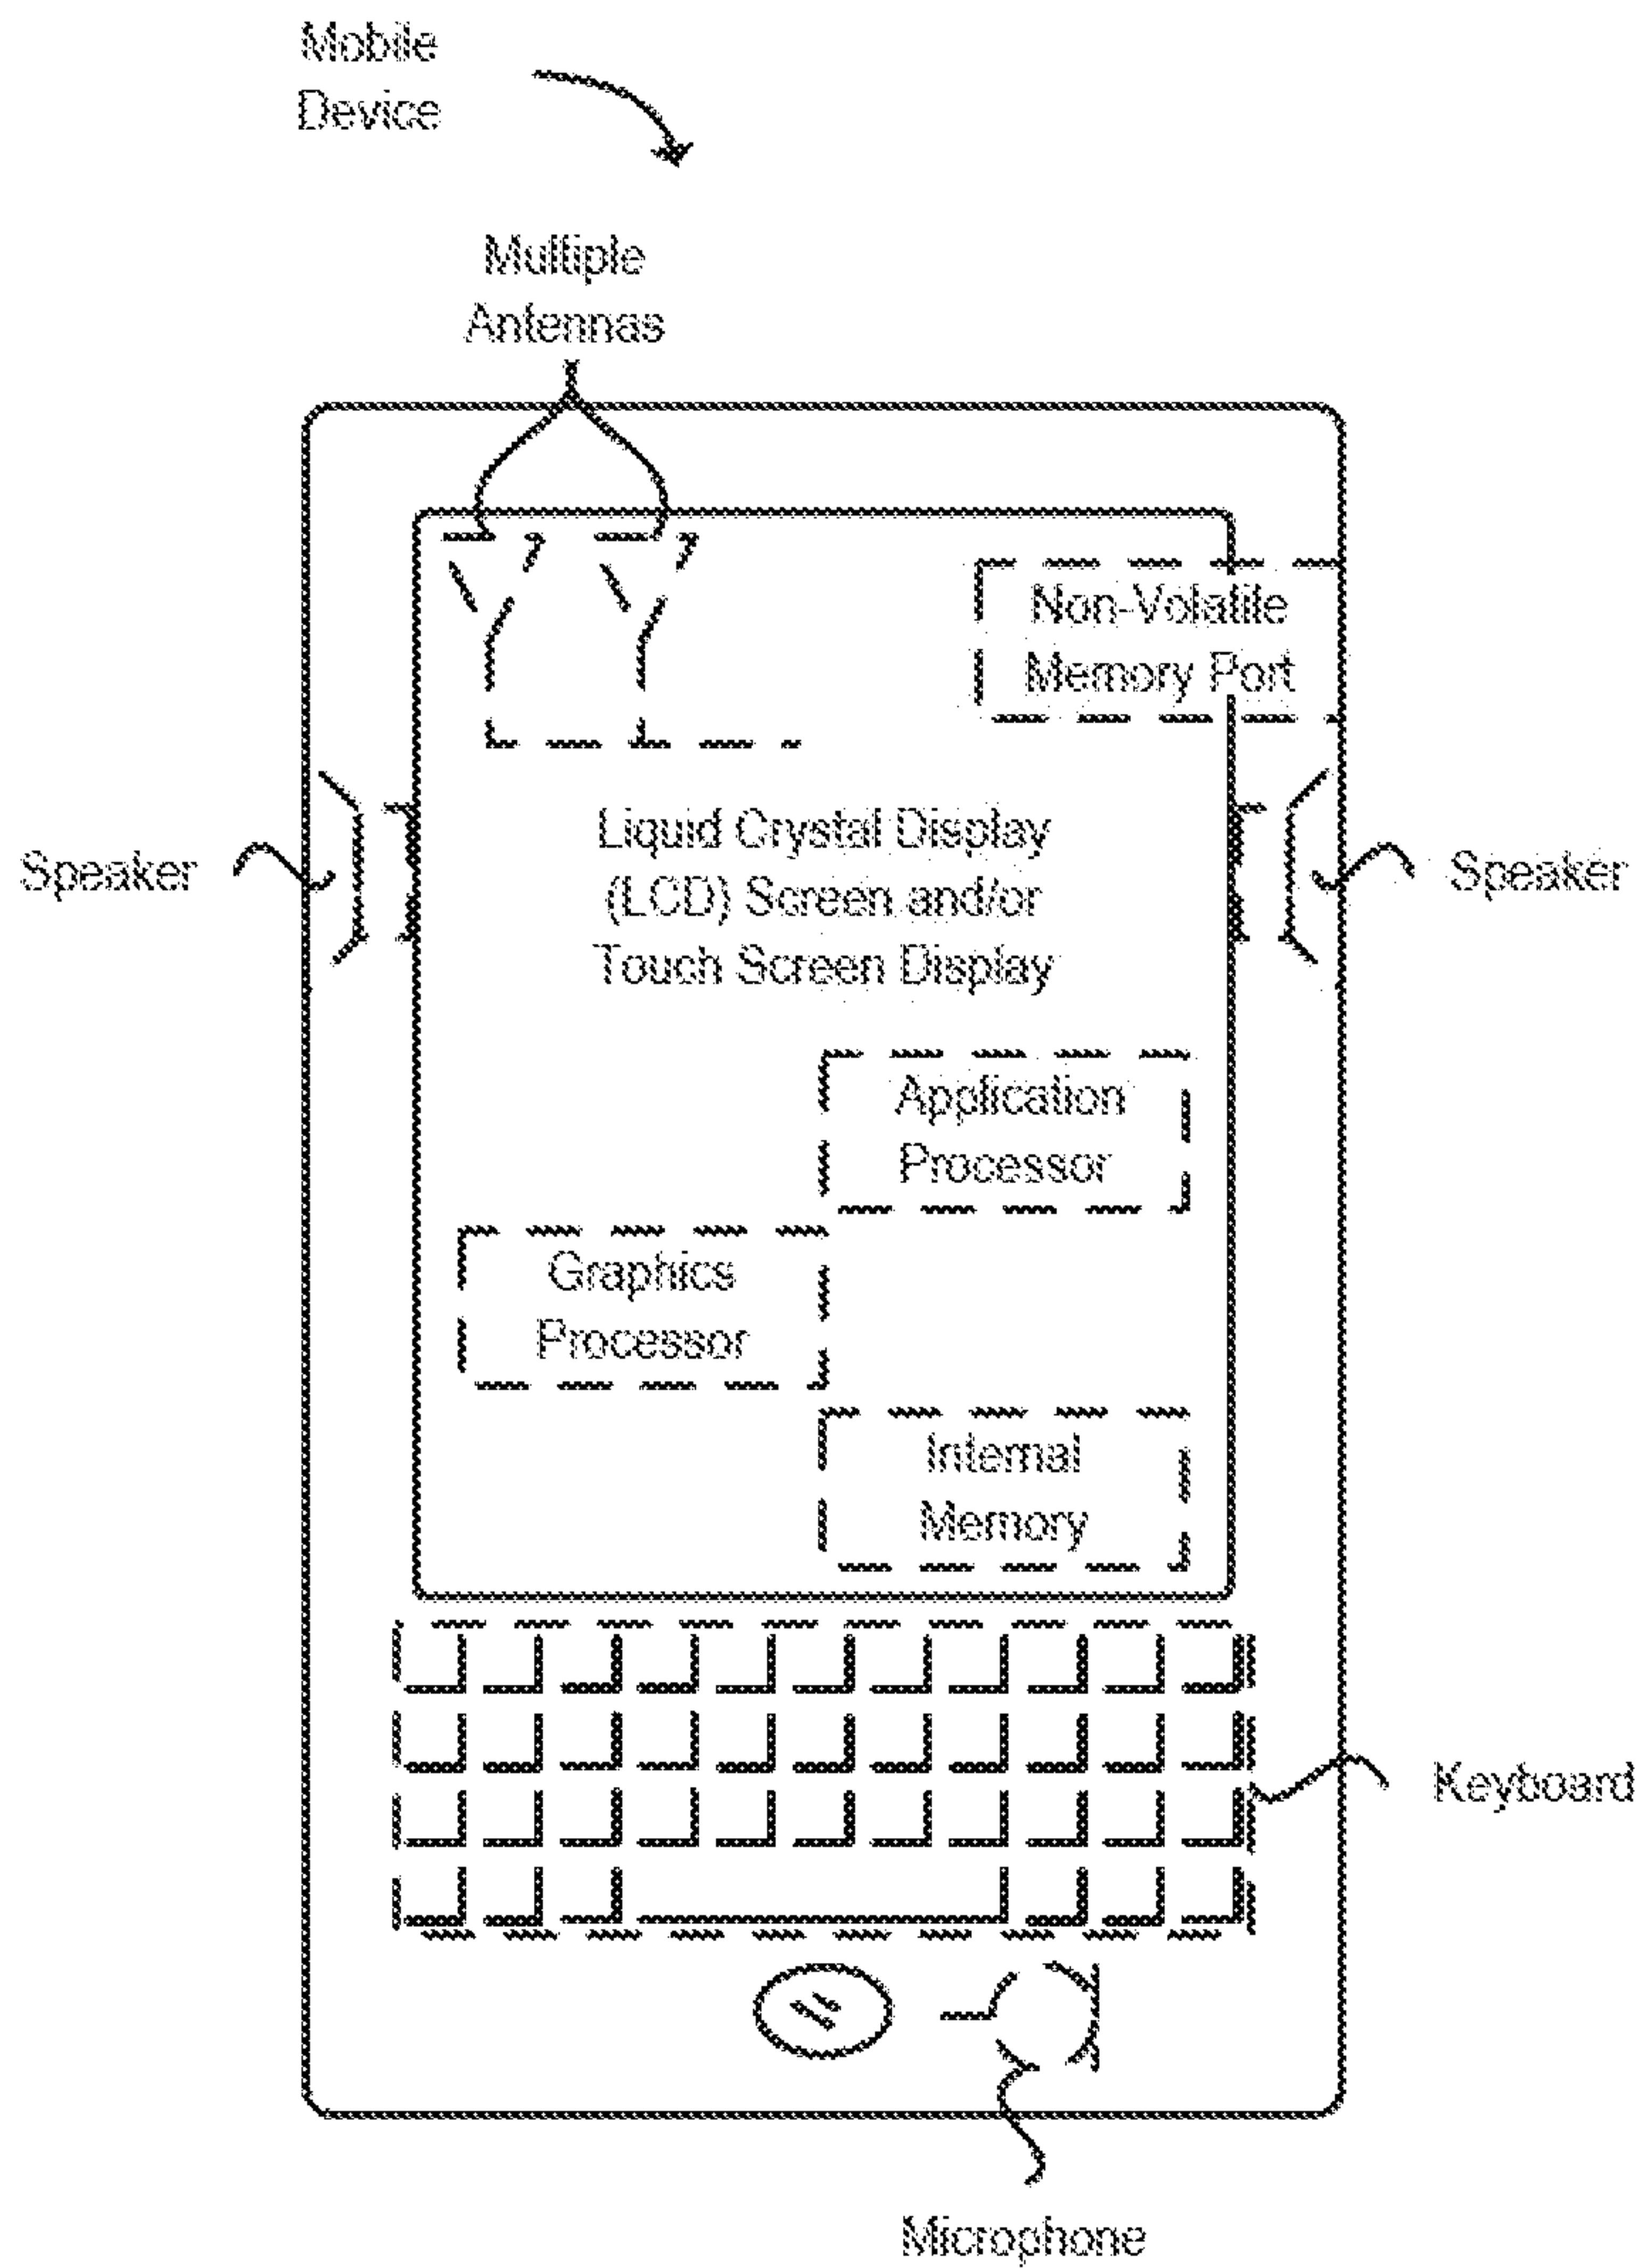 Mobile
Device
Multiple
Antennas
Non-Volatile
Memory Port
Speaker
Liquid Crystal Display
(LCD) Screen and/or
Touch Screen Display
Speaker
Application
Processor
Graphics
Processor
Internal
Memory
Keyboard
Microphone